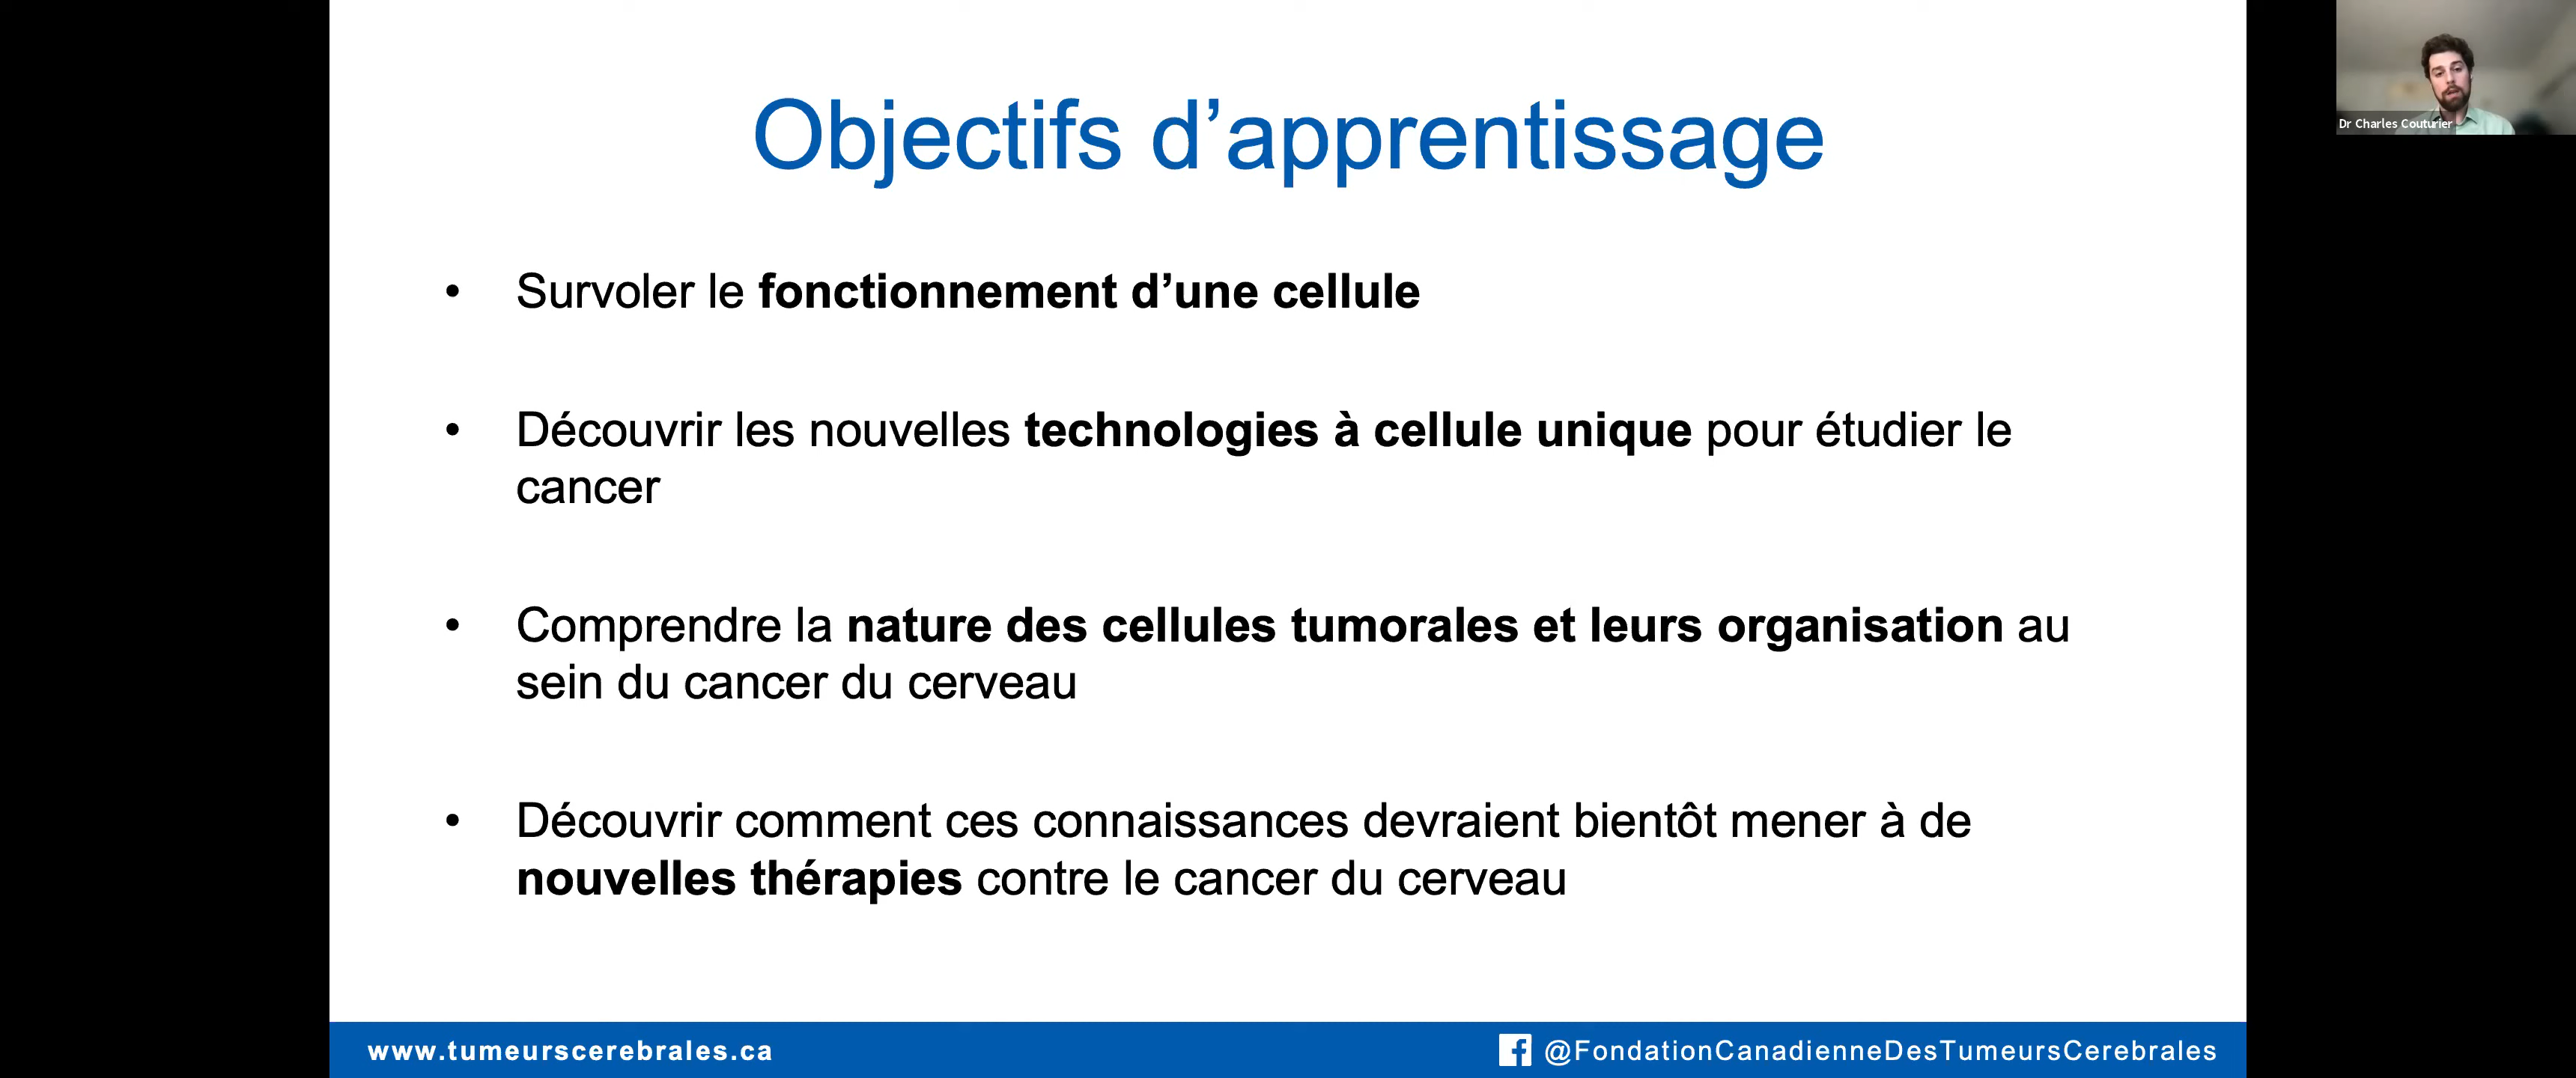 Objectifs d’apprentissage
Dr Charles Couturier
• Survoler le fonctionnement d’une cellule
• Découvrir les nouvelles technologies à cellule unique pour étudier le
cancer
• Comprendre la nature des cellules tumorales et leurs organisation au
sein du cancer du cerveau
• Découvrir comment ces connaissances devraient bientôt mener à de
nouvelles thérapies contre le cancer du cerveau
www.tumeurscerebrales.ca
@FondationCanadienneDesTumeursCerebrales